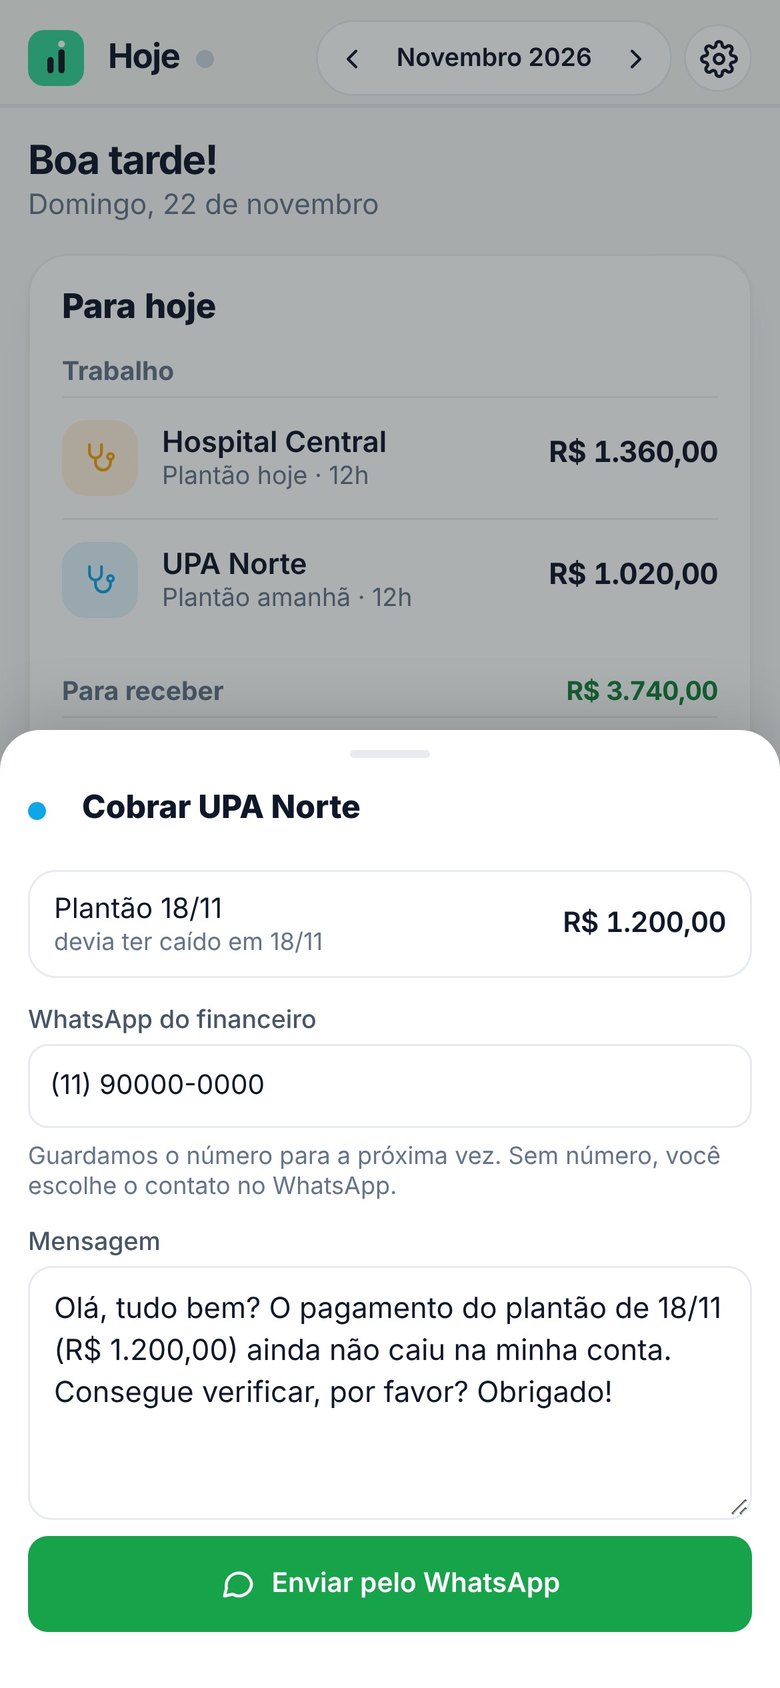 Hoje
Novembro 2026
Boa tarde!
Domingo, 22 de novembro
Para hoje
Trabalho
Hospital Central
R$ 1.360,00
Plantão hoje · 12h
UPA Norte
R$ 1.020,00
Plantão amanhã · 12h
Para receber
R$ 3.740,00
Cobrar UPA Norte
Plantão 18/11
R$ 1.200,00
devia ter caído em 18/11
WhatsApp do financeiro
(11) 90000-0000
Guardamos o número para a próxima vez. Sem número, você
escolhe o contato no WhatsApp.
Mensagem
Olá, tudo bem? O pagamento do plantão de 18/11
(R$ 1.200,00) ainda não caiu na minha conta.
Consegue verificar, por favor? Obrigado!
Enviar pelo WhatsApp